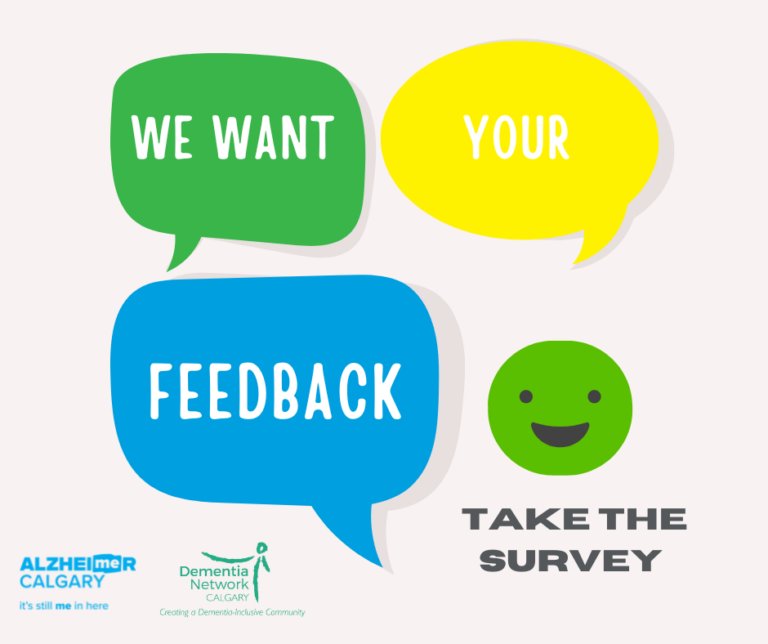 WE WANT
YOUR
FEEDBACK
TAKE THE
SURVEY
ALZHEimeR
CALGARY
it's still me in here
Dementia
Network
CALGARY
Creating a Dementia-Inclusive Community